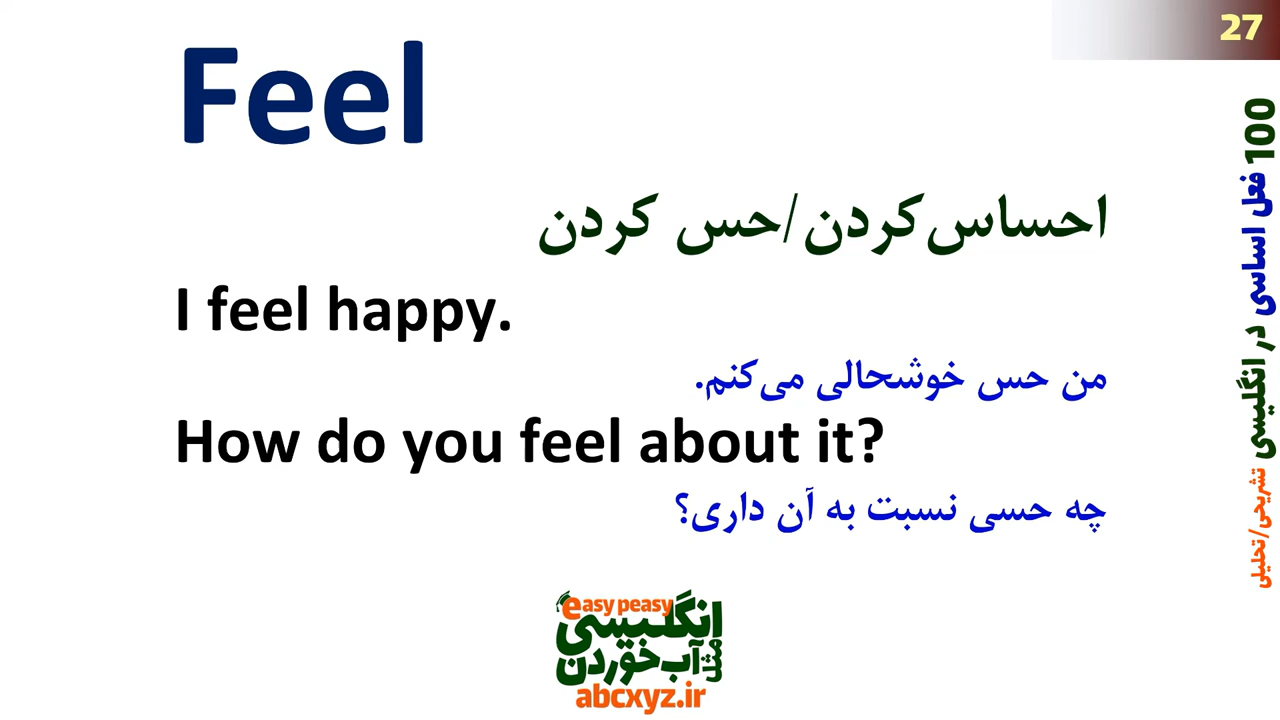 27
Feel
احساس‌کردن/حس کردن
I feel happy.
من حس خوشحالی می‌کنم.
How do you feel about it?
چه حسی نسبت به آن داری؟
100 فعل اساسی در انگلیسی تشریحی/تحلیلی
easy peasy
انگلیسی
مثل آب خوردن
abcxyz.ir